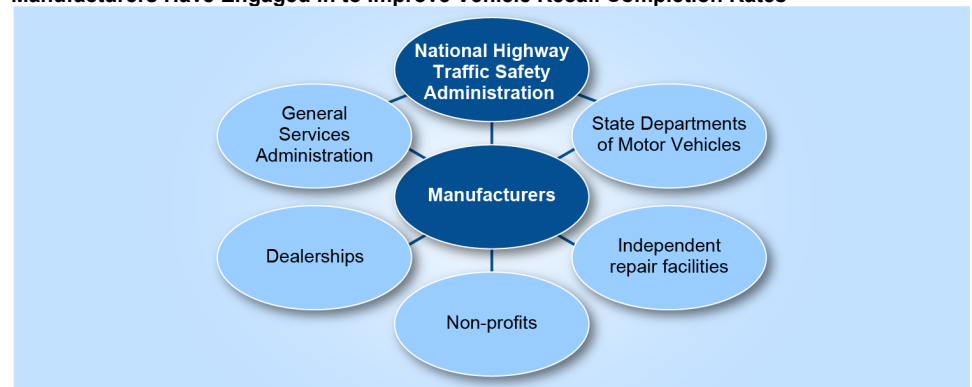 Manufacturers Have Engaged in to Improve Vehicle Recall Completion Rates
National Highway
Traffic Safety
Administration
General
Services
Administration
State Departments
of Motor Vehicles
Manufacturers
Dealerships
Independent
repair facilities
Non-profits